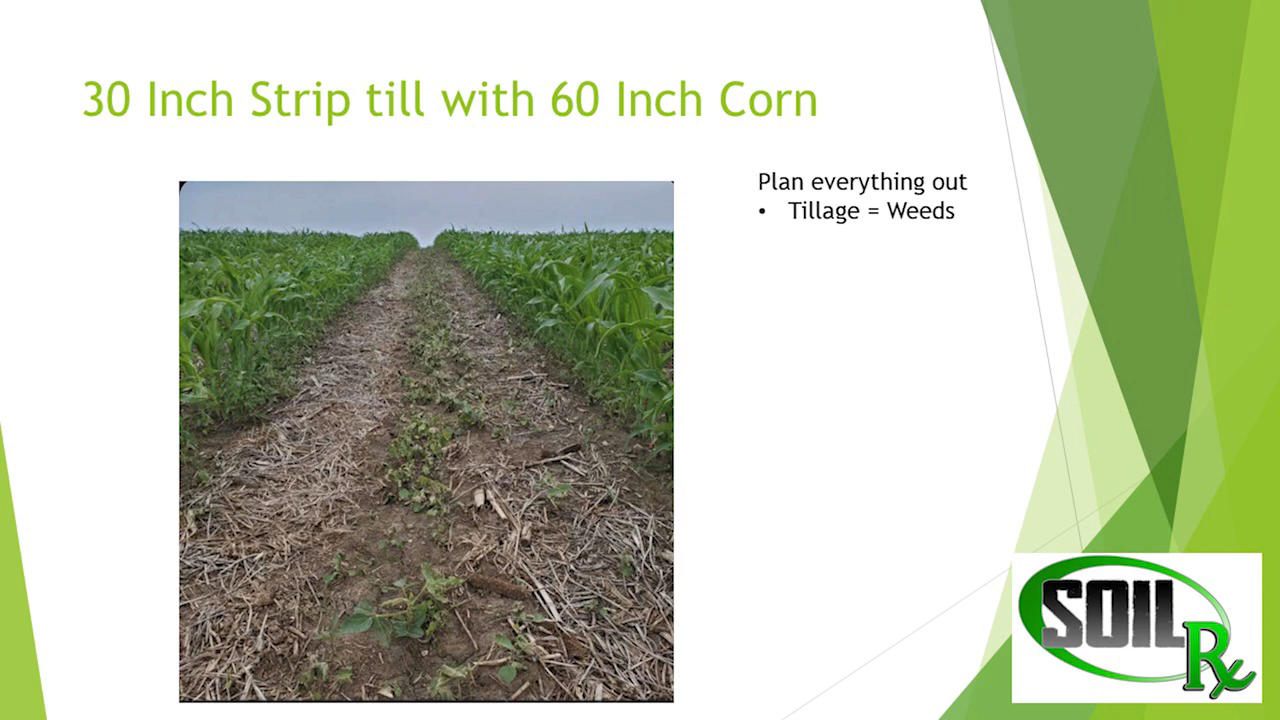 30 Inch Strip till with 60 Inch Corn
Plan everything out
• Tillage = Weeds
SOIL
Rx